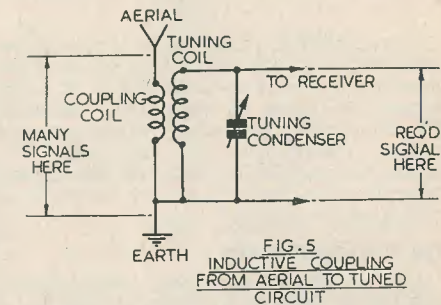 AERIAL
TUNING
COIL
COUPLING
COIL
TO RECEIVER
MANY
SIGNALS
HERE
TUNING
CONDENSER
REQ'D
SIGNAL
HERE
EARTH
FIG. 5
INDUCTIVE COUPLING
FROM AERIAL TO TUNED
CIRCUIT